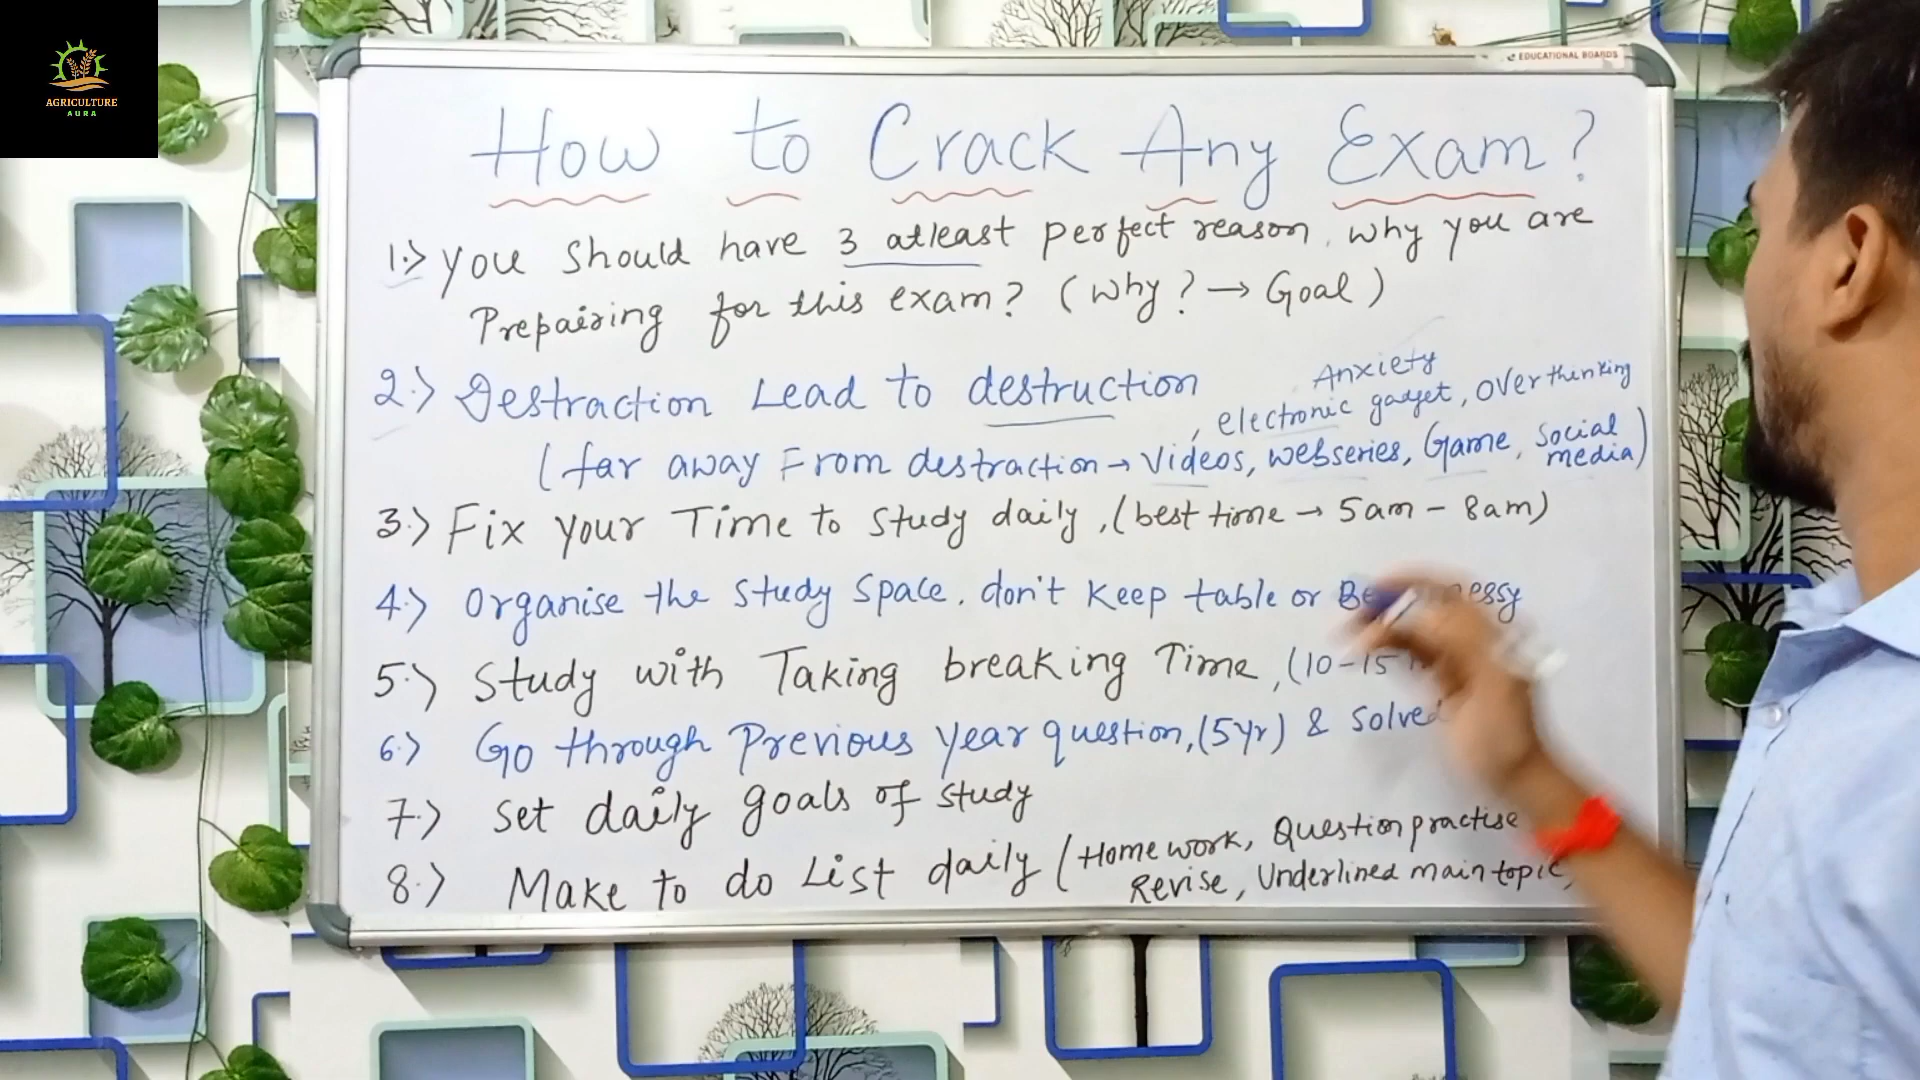 AGRICULTURE
AURA
EDUCATIONAL BOARDS
How to Crack Any Exam?
1.> You should have 3 atleast perfect reason, why you are
Prepairing for this exam? (why? → Goal)
2.> Destraction Lead to destruction
Anxiety
, electronic gadget, overthinking
(far away From destraction → Videos, webseries, Game, social
media)
3.> Fix your Time to study daily, (best time → 5am - 8am)
4.> Organise the study space. don't keep table or messy
5.> Study with Taking breaking Time, (10-15
6.> Go through Previous year question, (5yr) & solve
7.> set daily goals of study
8.> Make to do List daily (Homework, Question practise
Revise, Underlined main topic,